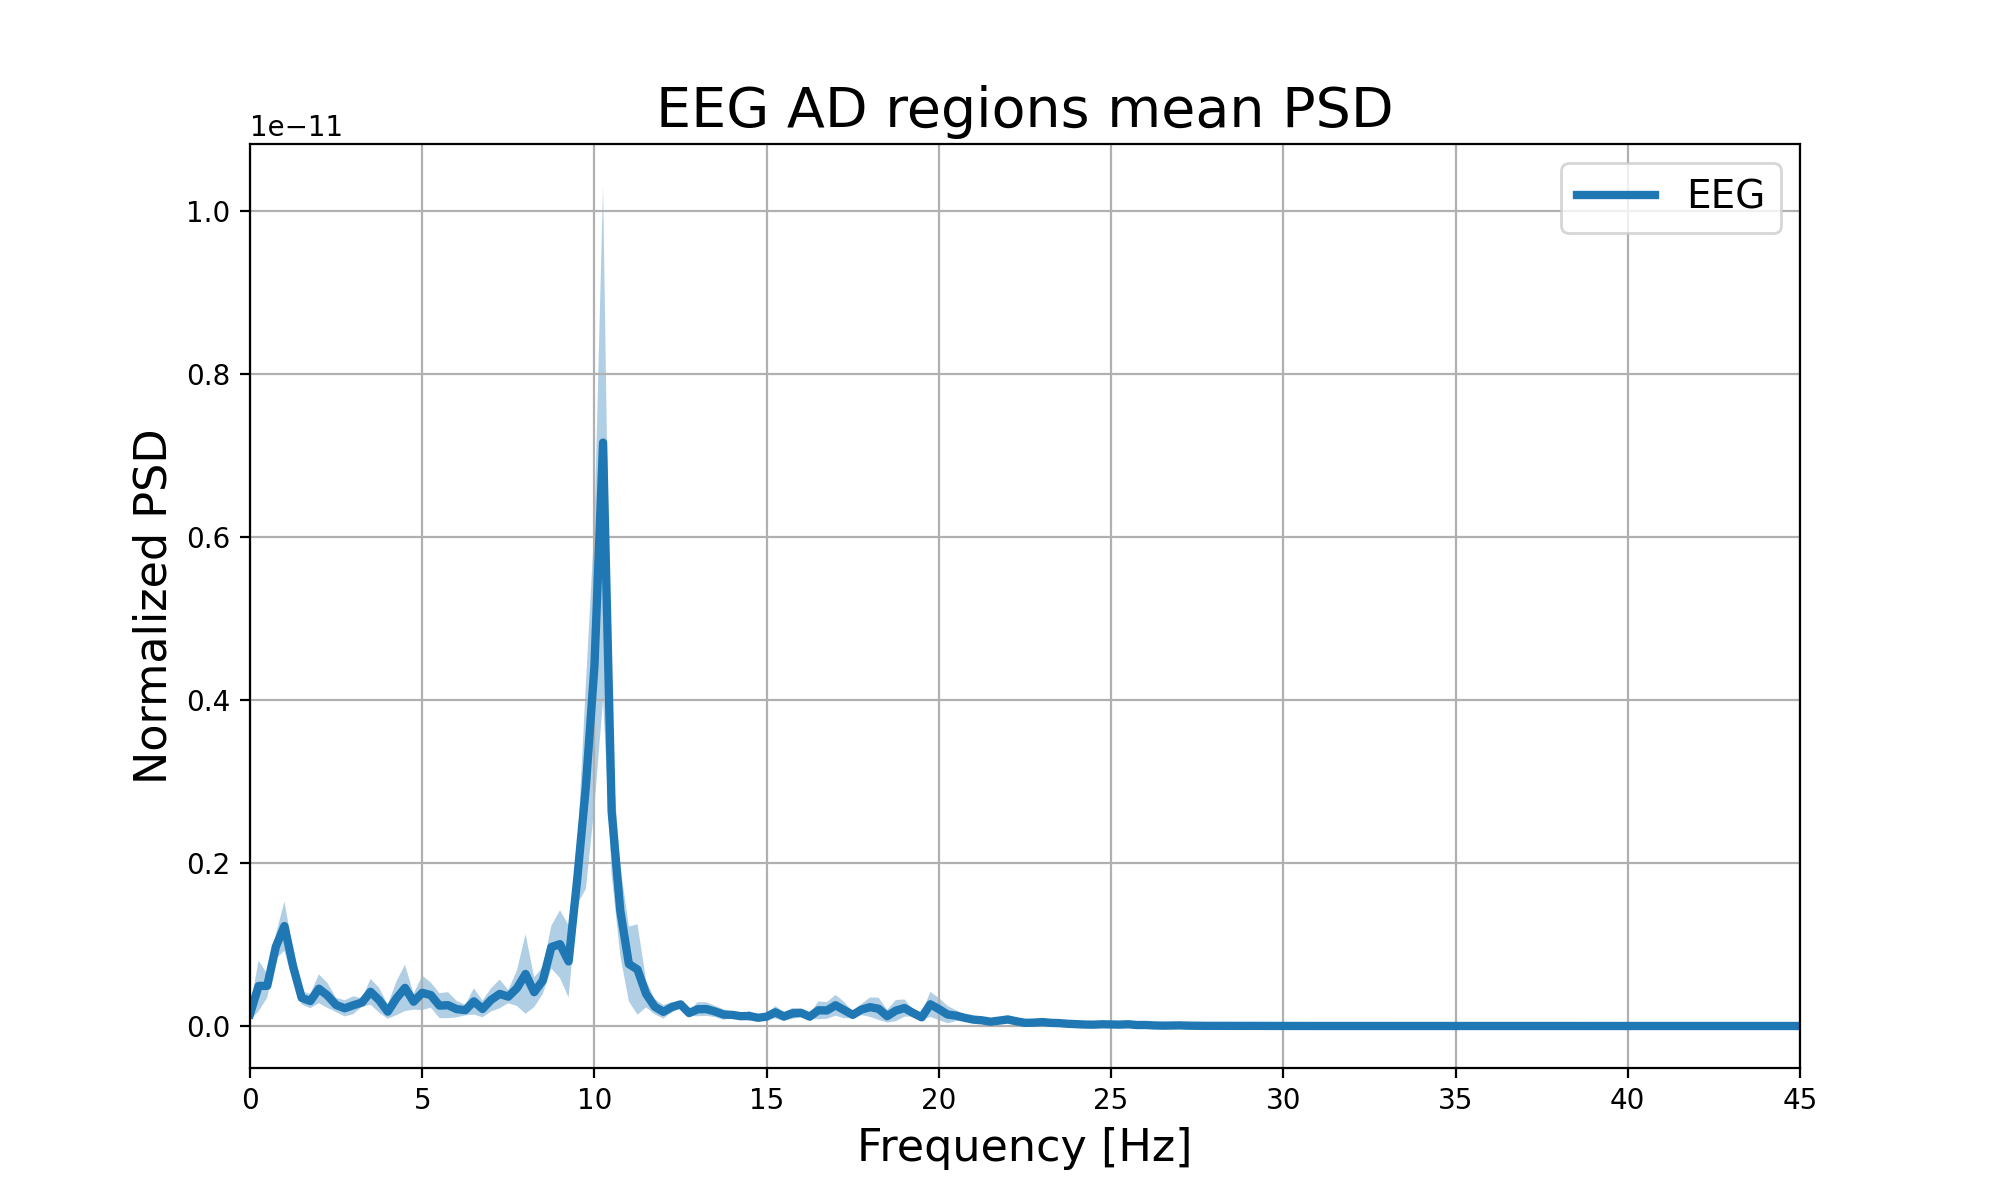 EEG AD regions mean PSD
1e−11
EEG
1.0
0.8
0.6
0.4
0.2
0.0
Normalized PSD
0 5 10 15 20 25 30 35 40 45
Frequency [Hz]